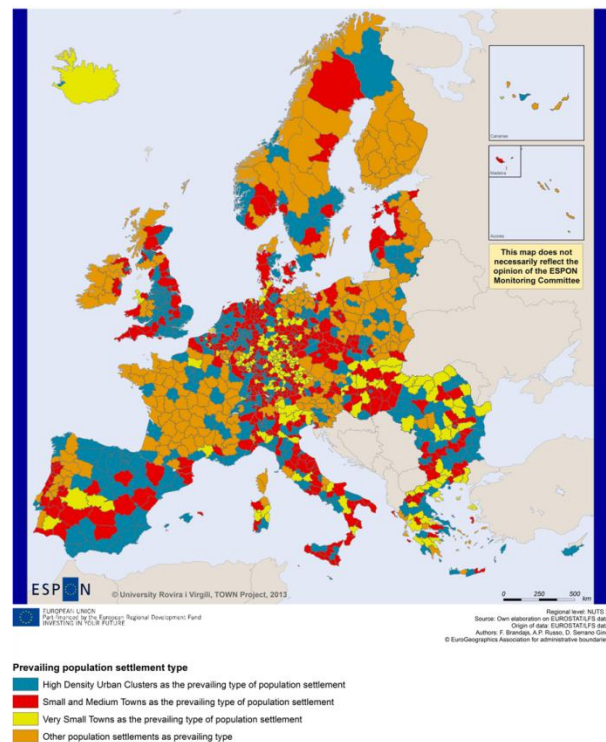 Canarias
Madeira
Azores
This map does not
necessarily reflect the
opinion of the ESPON
Monitoring Committee
ESPON
© University Rovira i Virgili, TOWN Project, 2013
0 250 500
km
EUROPEAN UNION
Part-financed by the European Regional Development Fund
INVESTING IN YOUR FUTURE
Regional level: NUTS
Source: Own elaboration on EUROSTAT/LFS dat
Origin of data: EUROSTAT/LFS dat
Authors: F. Brandajs, A.P. Russo, D. Serrano Gin
© EuroGeographics Association for administrative boundarie
Prevailing population settlement type
High Density Urban Clusters as the prevailing type of population settlement
Small and Medium Towns as the prevailing type of population settlement
Very Small Towns as the prevailing type of population settlement
Other population settlements as prevailing type